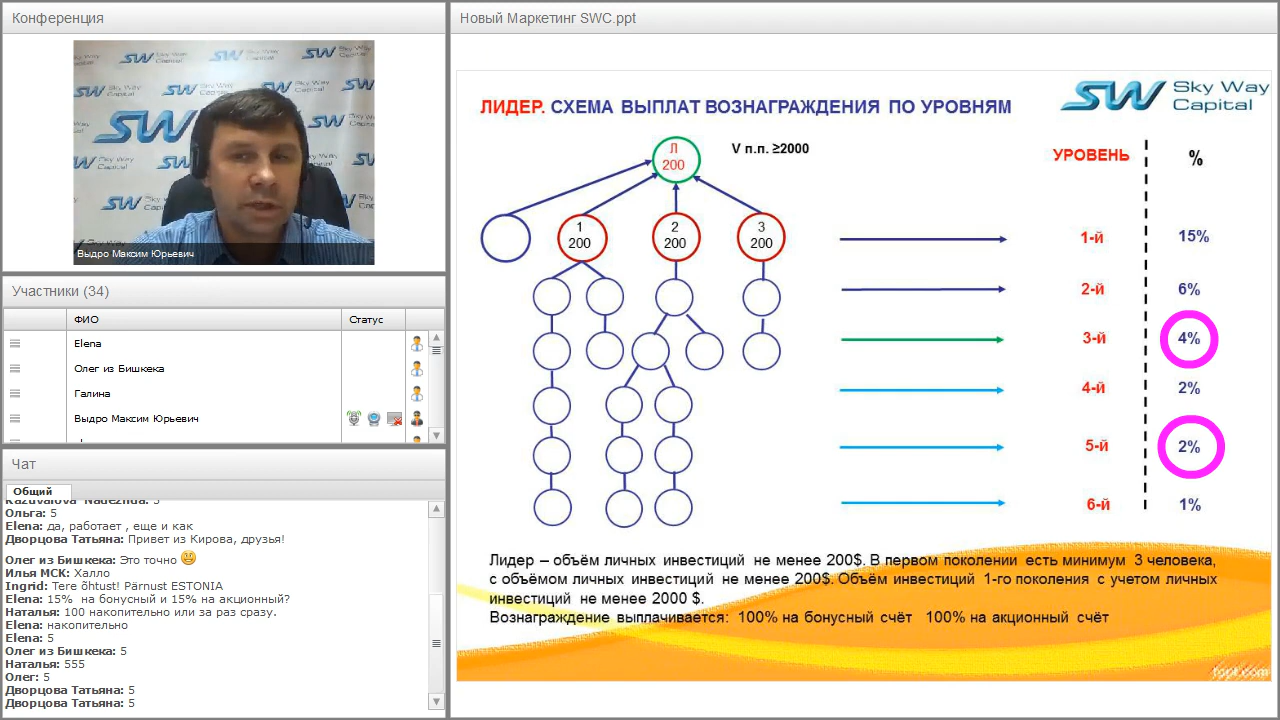 Конференция
Выдро Максим Юрьевич
Участники (34)
ФИО
Статус
Elena
Олег из Бишкека
Галина
Выдро Максим Юрьевич
Чат
Общий
Kazuvalova Nadezhda: 5
Ольга: 5
Elena: да, работает , еще и как
Дворцова Татьяна: Привет из Кирова, друзья!
Олег из Бишкека: Это точно
Илья МСК: Халло
Ingrid: Tere õhtust! Pärnust ESTONIA
Elena: 15% на бонусный и 15% на акционный?
Наталья: 100 накопительно или за раз сразу.
Elena: накопительно
Elena: 5
Олег из Бишкека: 5
Наталья: 555
Олег: 5
Дворцова Татьяна: 5
Дворцова Татьяна: 5
Новый Маркетинг SWC.ppt
ЛИДЕР. СХЕМА ВЫПЛАТ ВОЗНАГРАЖДЕНИЯ ПО УРОВНЯМ
SW Sky Way
Capital
Л
200
V п.п. ≥2000
УРОВЕНЬ
%
1
200
2
200
3
200
1-й
15%
2-й
6%
3-й
4%
4-й
2%
5-й
2%
6-й
1%
Лидер – объём личных инвестиций не менее 200$. В первом поколении есть минимум 3 человека,
с объёмом личных инвестиций не менее 200$. Объём инвестиций 1-го поколения с учетом личных
инвестиций не менее 2000 $.
Вознаграждение выплачивается: 100% на бонусный счёт 100% на акционный счёт